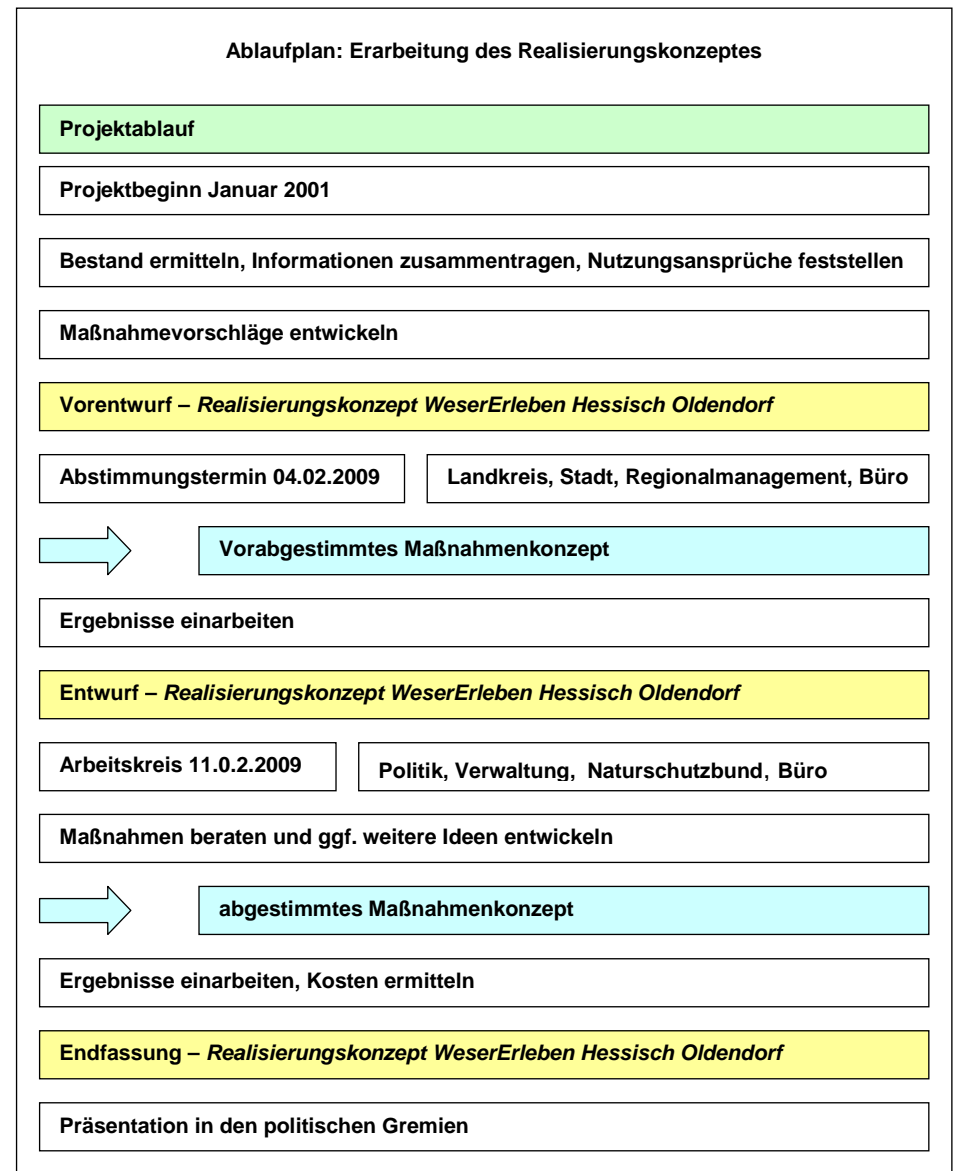 Ablaufplan: Erarbeitung des Realisierungskonzeptes
Projektablauf
Projektbeginn Januar 2001
Bestand ermitteln, Informationen zusammentragen, Nutzungsansprüche feststellen
Maßnahmevorschläge entwickeln
Vorentwurf – Realisierungskonzept WeserErleben Hessisch Oldendorf
Abstimmungstermin 04.02.2009
Landkreis, Stadt, Regionalmanagement, Büro
Vorabgestimmtes Maßnahmenkonzept
Ergebnisse einarbeiten
Entwurf – Realisierungskonzept WeserErleben Hessisch Oldendorf
Arbeitskreis 11.0.2.2009
Politik, Verwaltung, Naturschutzbund, Büro
Maßnahmen beraten und ggf. weitere Ideen entwickeln
abgestimmtes Maßnahmenkonzept
Ergebnisse einarbeiten, Kosten ermitteln
Endfassung – Realisierungskonzept WeserErleben Hessisch Oldendorf
Präsentation in den politischen Gremien